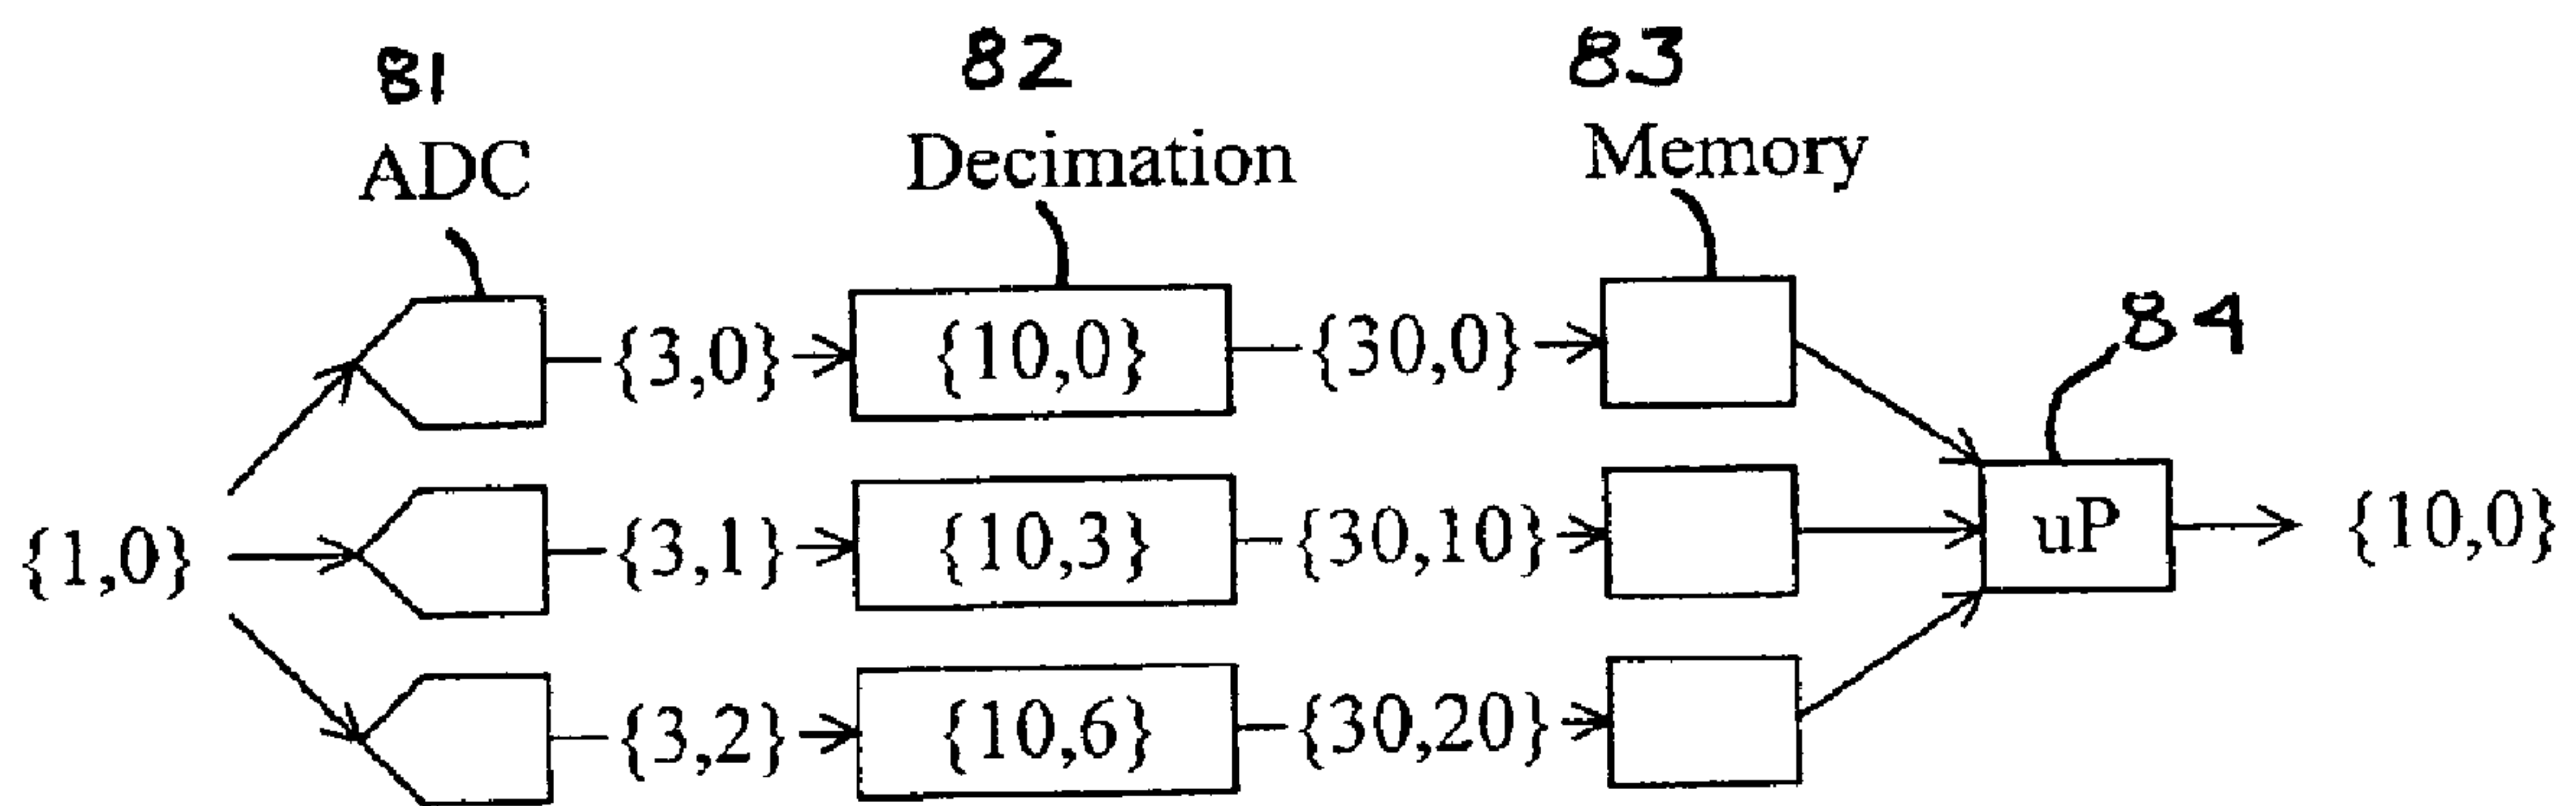 81 82 83
ADC Decimation Memory
84
{3,0} {10,0} {30,0}
{1,0} {3,1} {10,3} {30,10} uP {10,0}
{3,2} {10,6} {30,20}